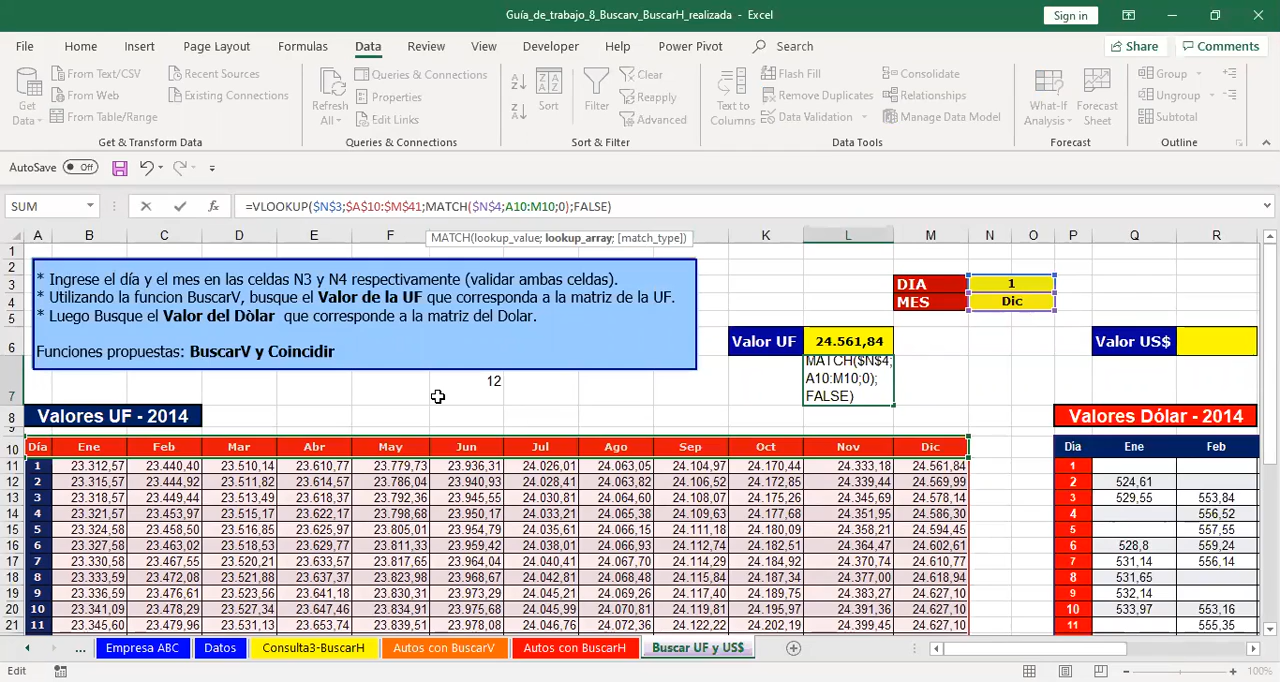 Guía_de_trabajo_8_Buscarv_BuscarH_realizada - Excel
Sign in
File Home Insert Page Layout Formulas Data Review View Developer Help Power Pivot Search Share Comments
Get Data From Text/CSV From Web From Table/Range Recent Sources Existing Connections
Refresh All Queries & Connections Properties Edit Links
Sort Filter Clear Reapply Advanced
Text to Columns Flash Fill Remove Duplicates Data Validation Consolidate Relationships Manage Data Model
What-If Analysis Forecast Sheet Group Ungroup Subtotal
Get & Transform Data Queries & Connections Sort & Filter Data Tools Forecast Outline
AutoSave Off
SUM fx =VLOOKUP($N$3;$A$10:$M$41;MATCH($N$4;A10:M10;0);FALSE)
MATCH(lookup_value; lookup_array; [match_type])
A B C D E F K L M N O P Q R
1
2
3
4
5
6
7
8
9
* Ingrese el día y el mes en las celdas N3 y N4 respectivamente (validar ambas celdas).
* Utilizando la funcion BuscarV, busque el Valor de la UF que corresponda a la matriz de la UF.
* Luego Busque el Valor del Dòlar que corresponde a la matriz del Dolar.
Funciones propuestas: BuscarV y Coincidir
DIA 1
MES Dic
Valor UF 24.561,84 Valor US$
12
MATCH($N$4;
A10:M10;0);
FALSE)
Valores UF - 2014 Valores Dólar - 2014
10 Día Ene Feb Mar Abr May Jun Jul Ago Sep Oct Nov Dic Día Ene Feb
11 1 23.312,57 23.440,40 23.510,14 23.610,77 23.779,73 23.936,31 24.026,01 24.063,05 24.104,97 24.170,44 24.333,18 24.561,84 1
12 2 23.315,57 23.444,92 23.511,82 23.614,57 23.786,04 23.940,93 24.028,41 24.063,82 24.106,52 24.172,85 24.339,44 24.569,99 2 524,61
13 3 23.318,57 23.449,44 23.513,49 23.618,37 23.792,36 23.945,55 24.030,81 24.064,60 24.108,07 24.175,26 24.345,69 24.578,14 3 529,55 553,84
14 4 23.321,57 23.453,97 23.515,17 23.622,17 23.798,68 23.950,17 24.033,21 24.065,38 24.109,63 24.177,68 24.351,95 24.586,30 4 556,52
15 5 23.324,57 23.458,50 23.516,85 23.625,97 23.805,01 23.954,79 24.035,61 24.066,15 24.111,18 24.180,09 24.358,21 24.594,45 5 557,55
16 6 23.327,58 23.463,02 23.518,53 23.629,77 23.811,33 23.959,42 24.038,01 24.066,93 24.112,74 24.182,51 24.364,47 24.602,61 6 528,8 559,24
17 7 23.330,58 23.467,55 23.520,21 23.633,57 23.817,66 23.964,04 24.040,41 24.067,70 24.114,29 24.184,92 24.370,74 24.610,77 7 531,14 556,14
18 8 23.333,59 23.472,08 23.521,88 23.637,37 23.823,98 23.968,67 24.042,81 24.068,48 24.115,84 24.187,34 24.377,00 24.618,94 8 531,65
19 9 23.336,59 23.476,61 23.523,56 23.641,18 23.830,31 23.973,29 24.045,21 24.069,26 24.117,40 24.189,75 24.383,27 24.627,10 9 532,14
20 10 23.341,09 23.478,29 23.527,34 23.647,46 23.834,91 23.975,68 24.045,99 24.070,81 24.119,81 24.195,97 24.391,36 24.627,10 10 533,97 553,16
21 11 23.345,60 23.479,96 23.531,13 23.653,74 23.839,51 23.978,08 24.046,76 24.072,36 24.122,22 24.202,19 24.399,45 24.627,10 11 555,35
... Empresa ABC Datos Consulta3-BuscarH Autos con BuscarV Autos con BuscarH Buscar UF y US$
Edit 100%